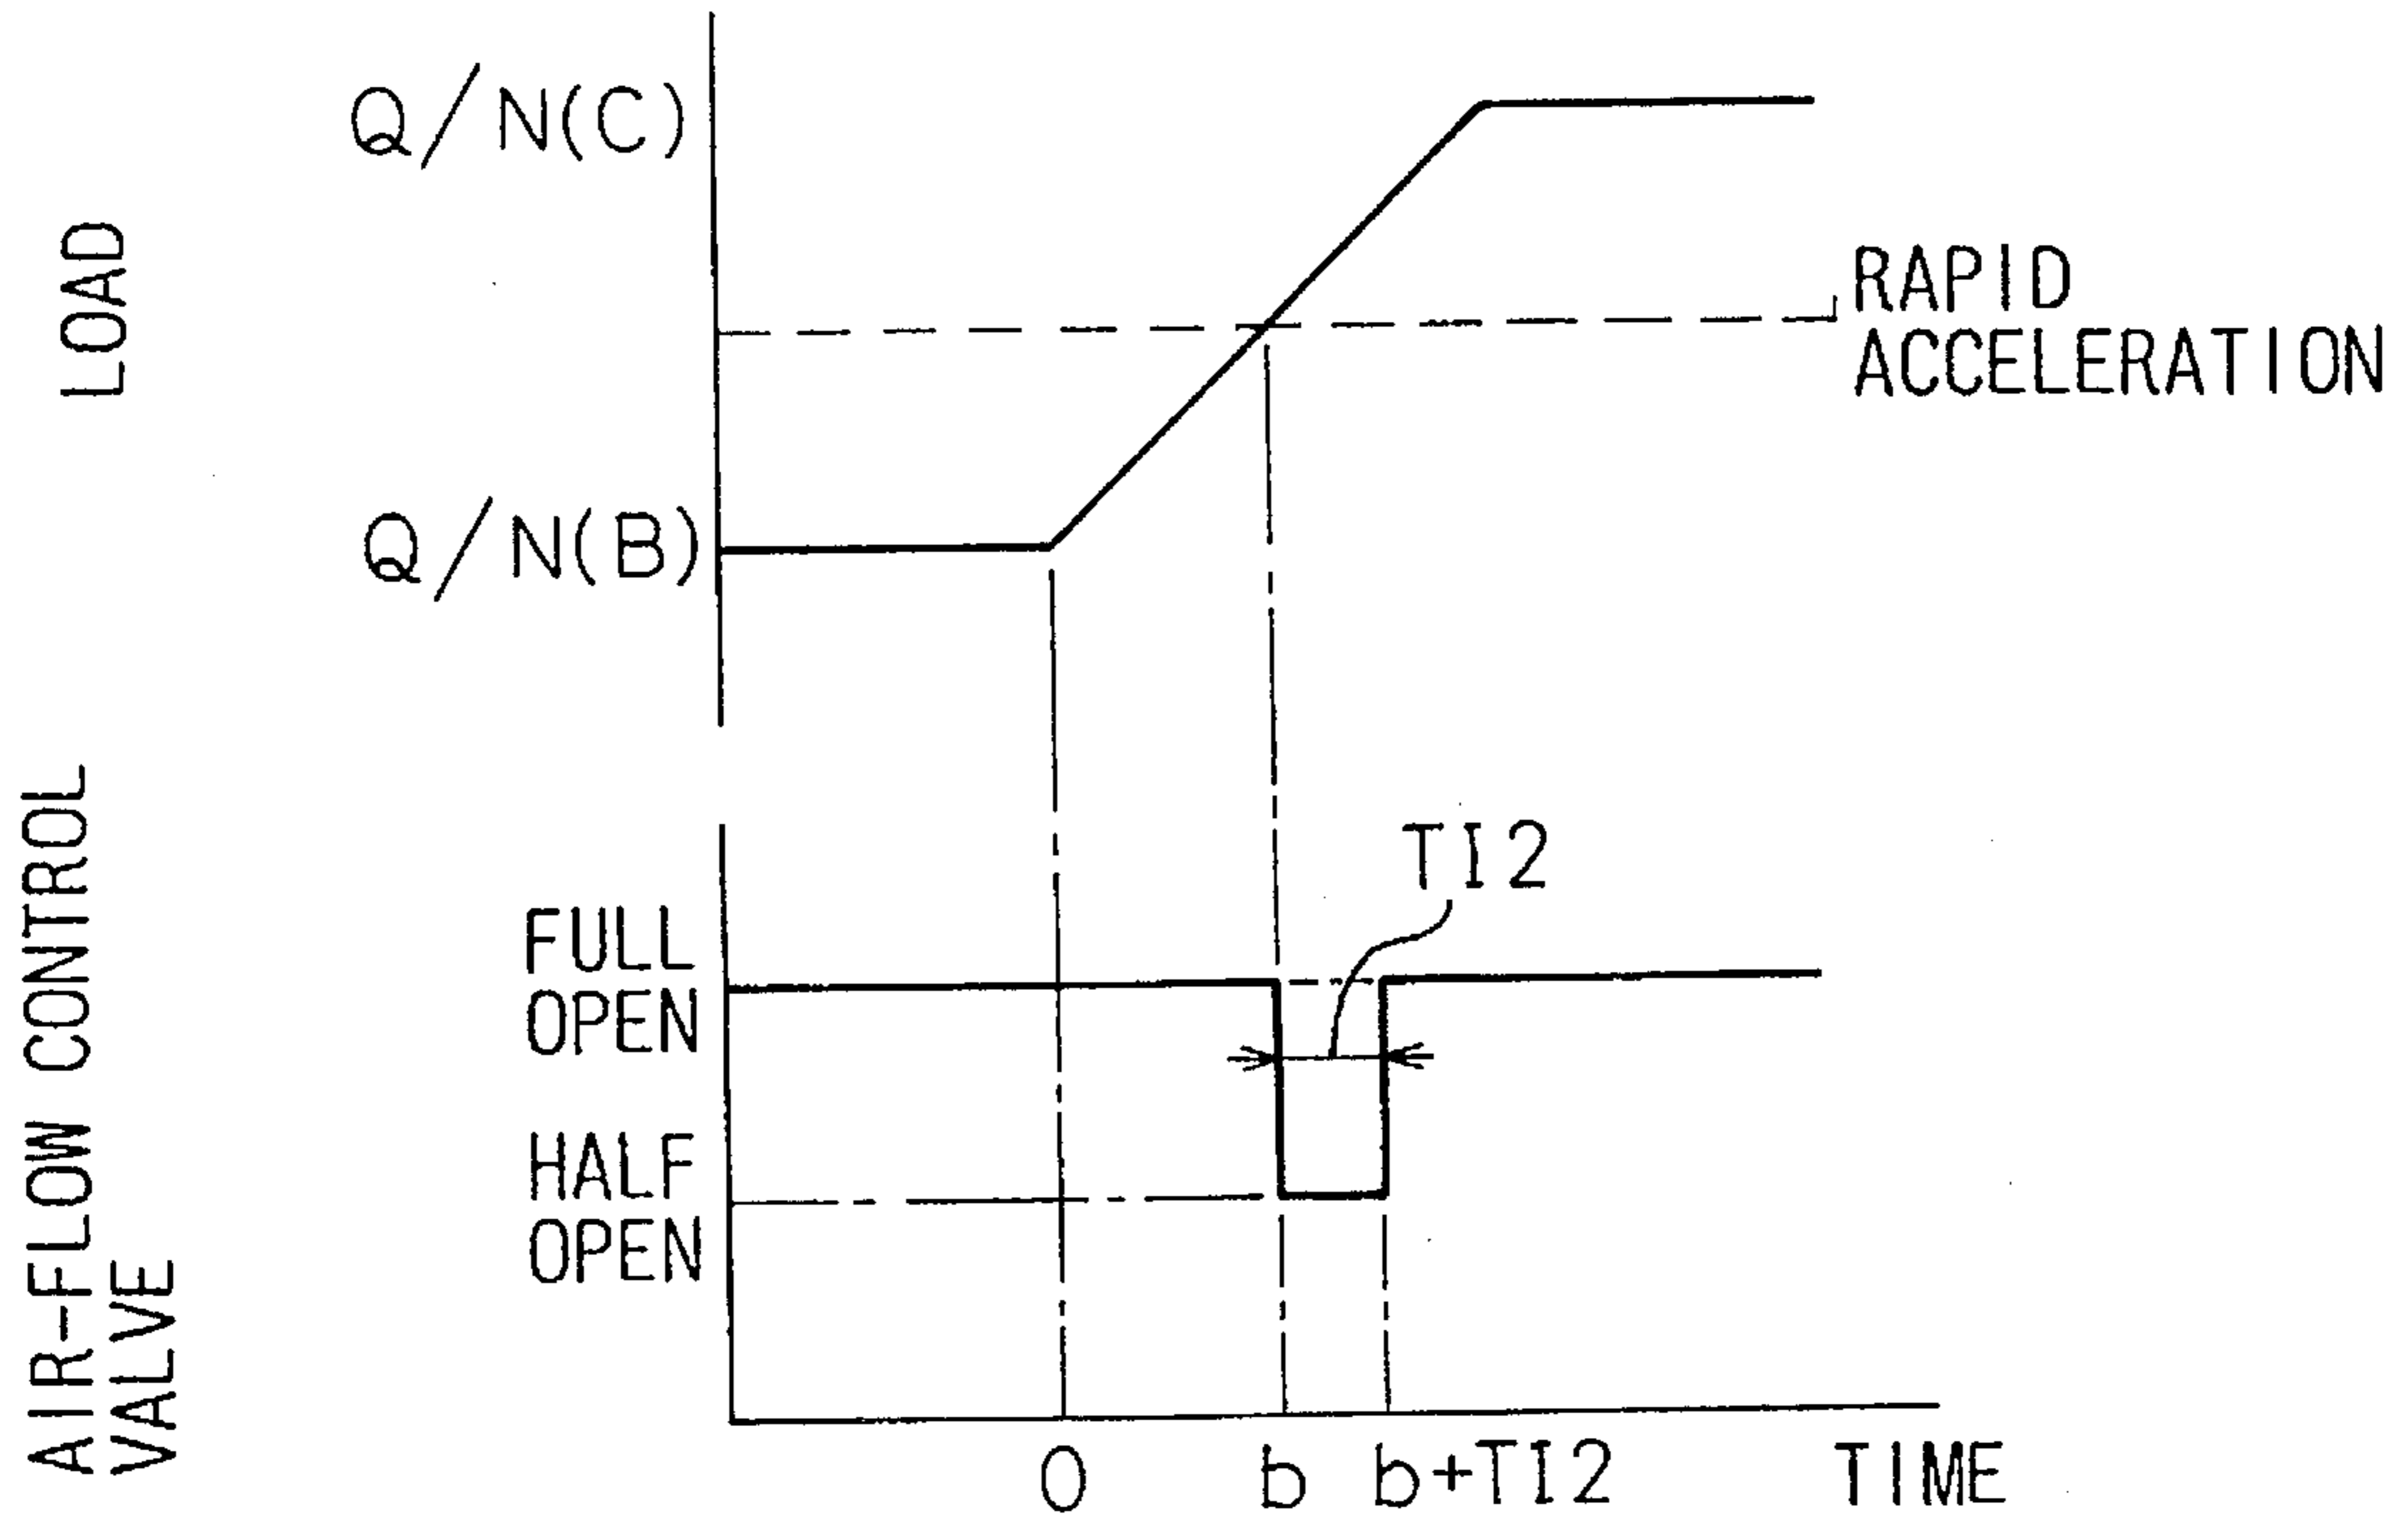 Q/N(C)
LOAD
RAPID
ACCELERATION
Q/N(B)
AIR-FLOW CONTROL
VALVE
TI2
FULL
OPEN
HALF
OPEN
0
b
b+TI2
TIME